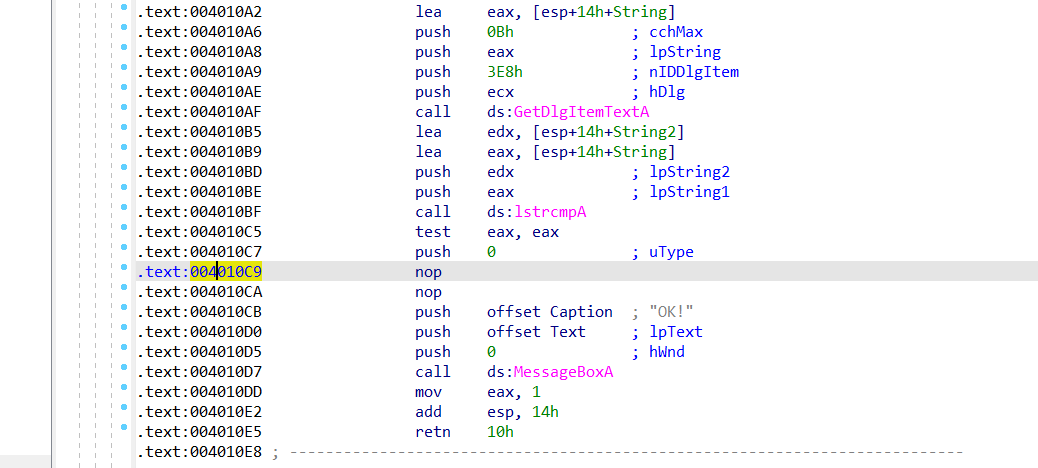 .text:004010A2 lea eax, [esp+14h+String]
.text:004010A6 push 0Bh ; cchMax
.text:004010A8 push eax ; lpString
.text:004010A9 push 3E8h ; nIDDlgItem
.text:004010AE push ecx ; hDlg
.text:004010AF call ds:GetDlgItemTextA
.text:004010B5 lea edx, [esp+14h+String2]
.text:004010B9 lea eax, [esp+14h+String]
.text:004010BD push edx ; lpString2
.text:004010BE push eax ; lpString1
.text:004010BF call ds:lstrcmpA
.text:004010C5 test eax, eax
.text:004010C7 push 0 ; uType
.text:004010C9 nop
.text:004010CA nop
.text:004010CB push offset Caption ; "OK!"
.text:004010D0 push offset Text ; lpText
.text:004010D5 push 0 ; hWnd
.text:004010D7 call ds:MessageBoxA
.text:004010DD mov eax, 1
.text:004010E2 add esp, 14h
.text:004010E5 retn 10h
.text:004010E8 ; ---------------------------------------------------------------------------